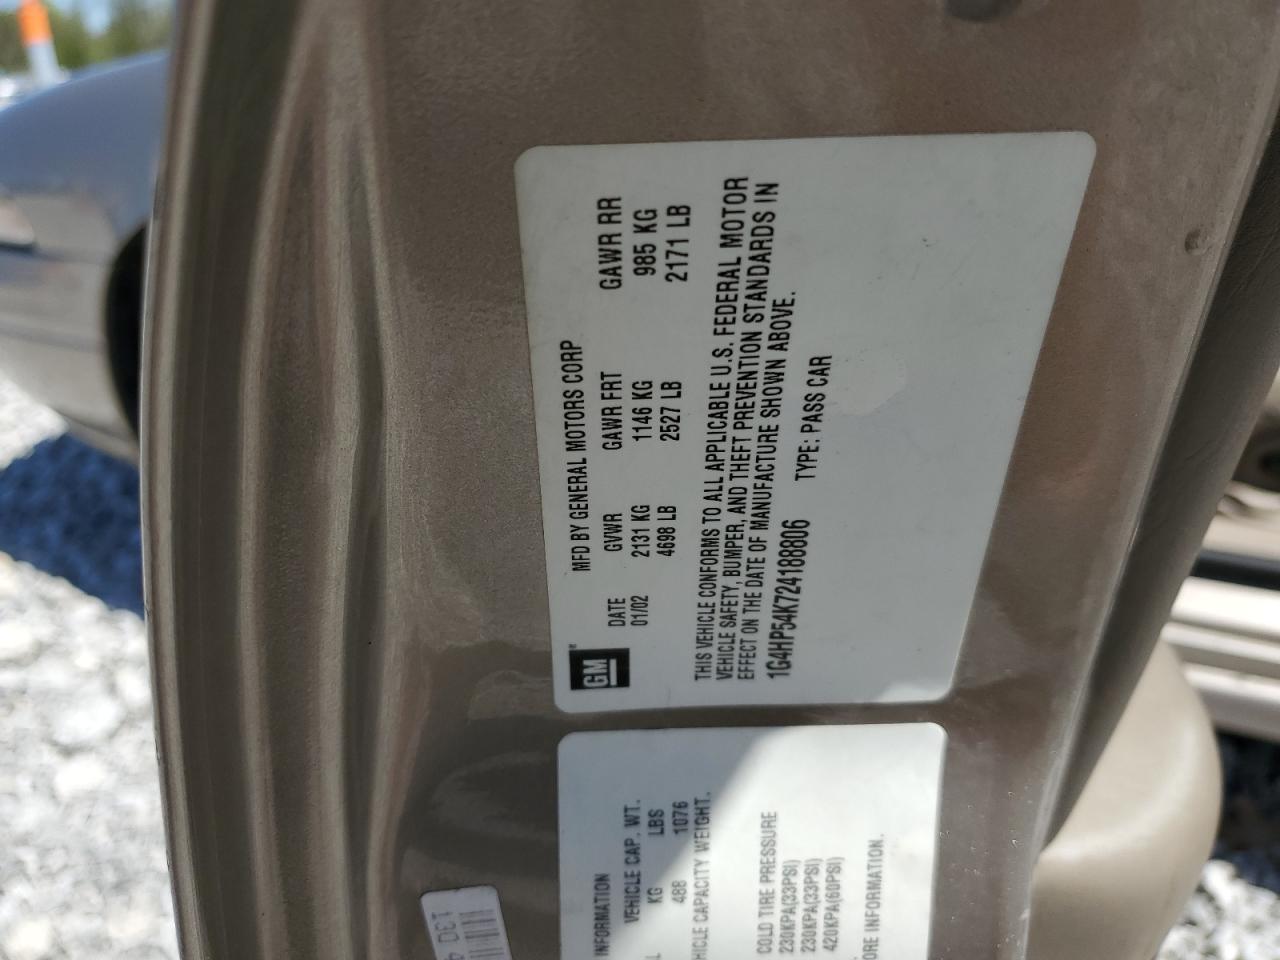 MFD BY GENERAL MOTORS CORP
DATE GVWR GAWR FRT GAWR RR
01/02 2131 KG 1146 KG 985 KG
4698 LB 2527 LB 2171 LB
GM
THIS VEHICLE CONFORMS TO ALL APPLICABLE U.S. FEDERAL MOTOR
VEHICLE SAFETY, BUMPER, AND THEFT PREVENTION STANDARDS IN
EFFECT ON THE DATE OF MANUFACTURE SHOWN ABOVE.
1G4HP54K724188806 TYPE: PASS CAR
INFORMATION
VEHICLE CAP. WT.
KG LBS
488 1076
HICLE CAPACITY WEIGHT.
COLD TIRE PRESSURE
230KPA(33PSI)
230KPA(33PSI)
420KPA(60PSI)
ORE INFORMATION.